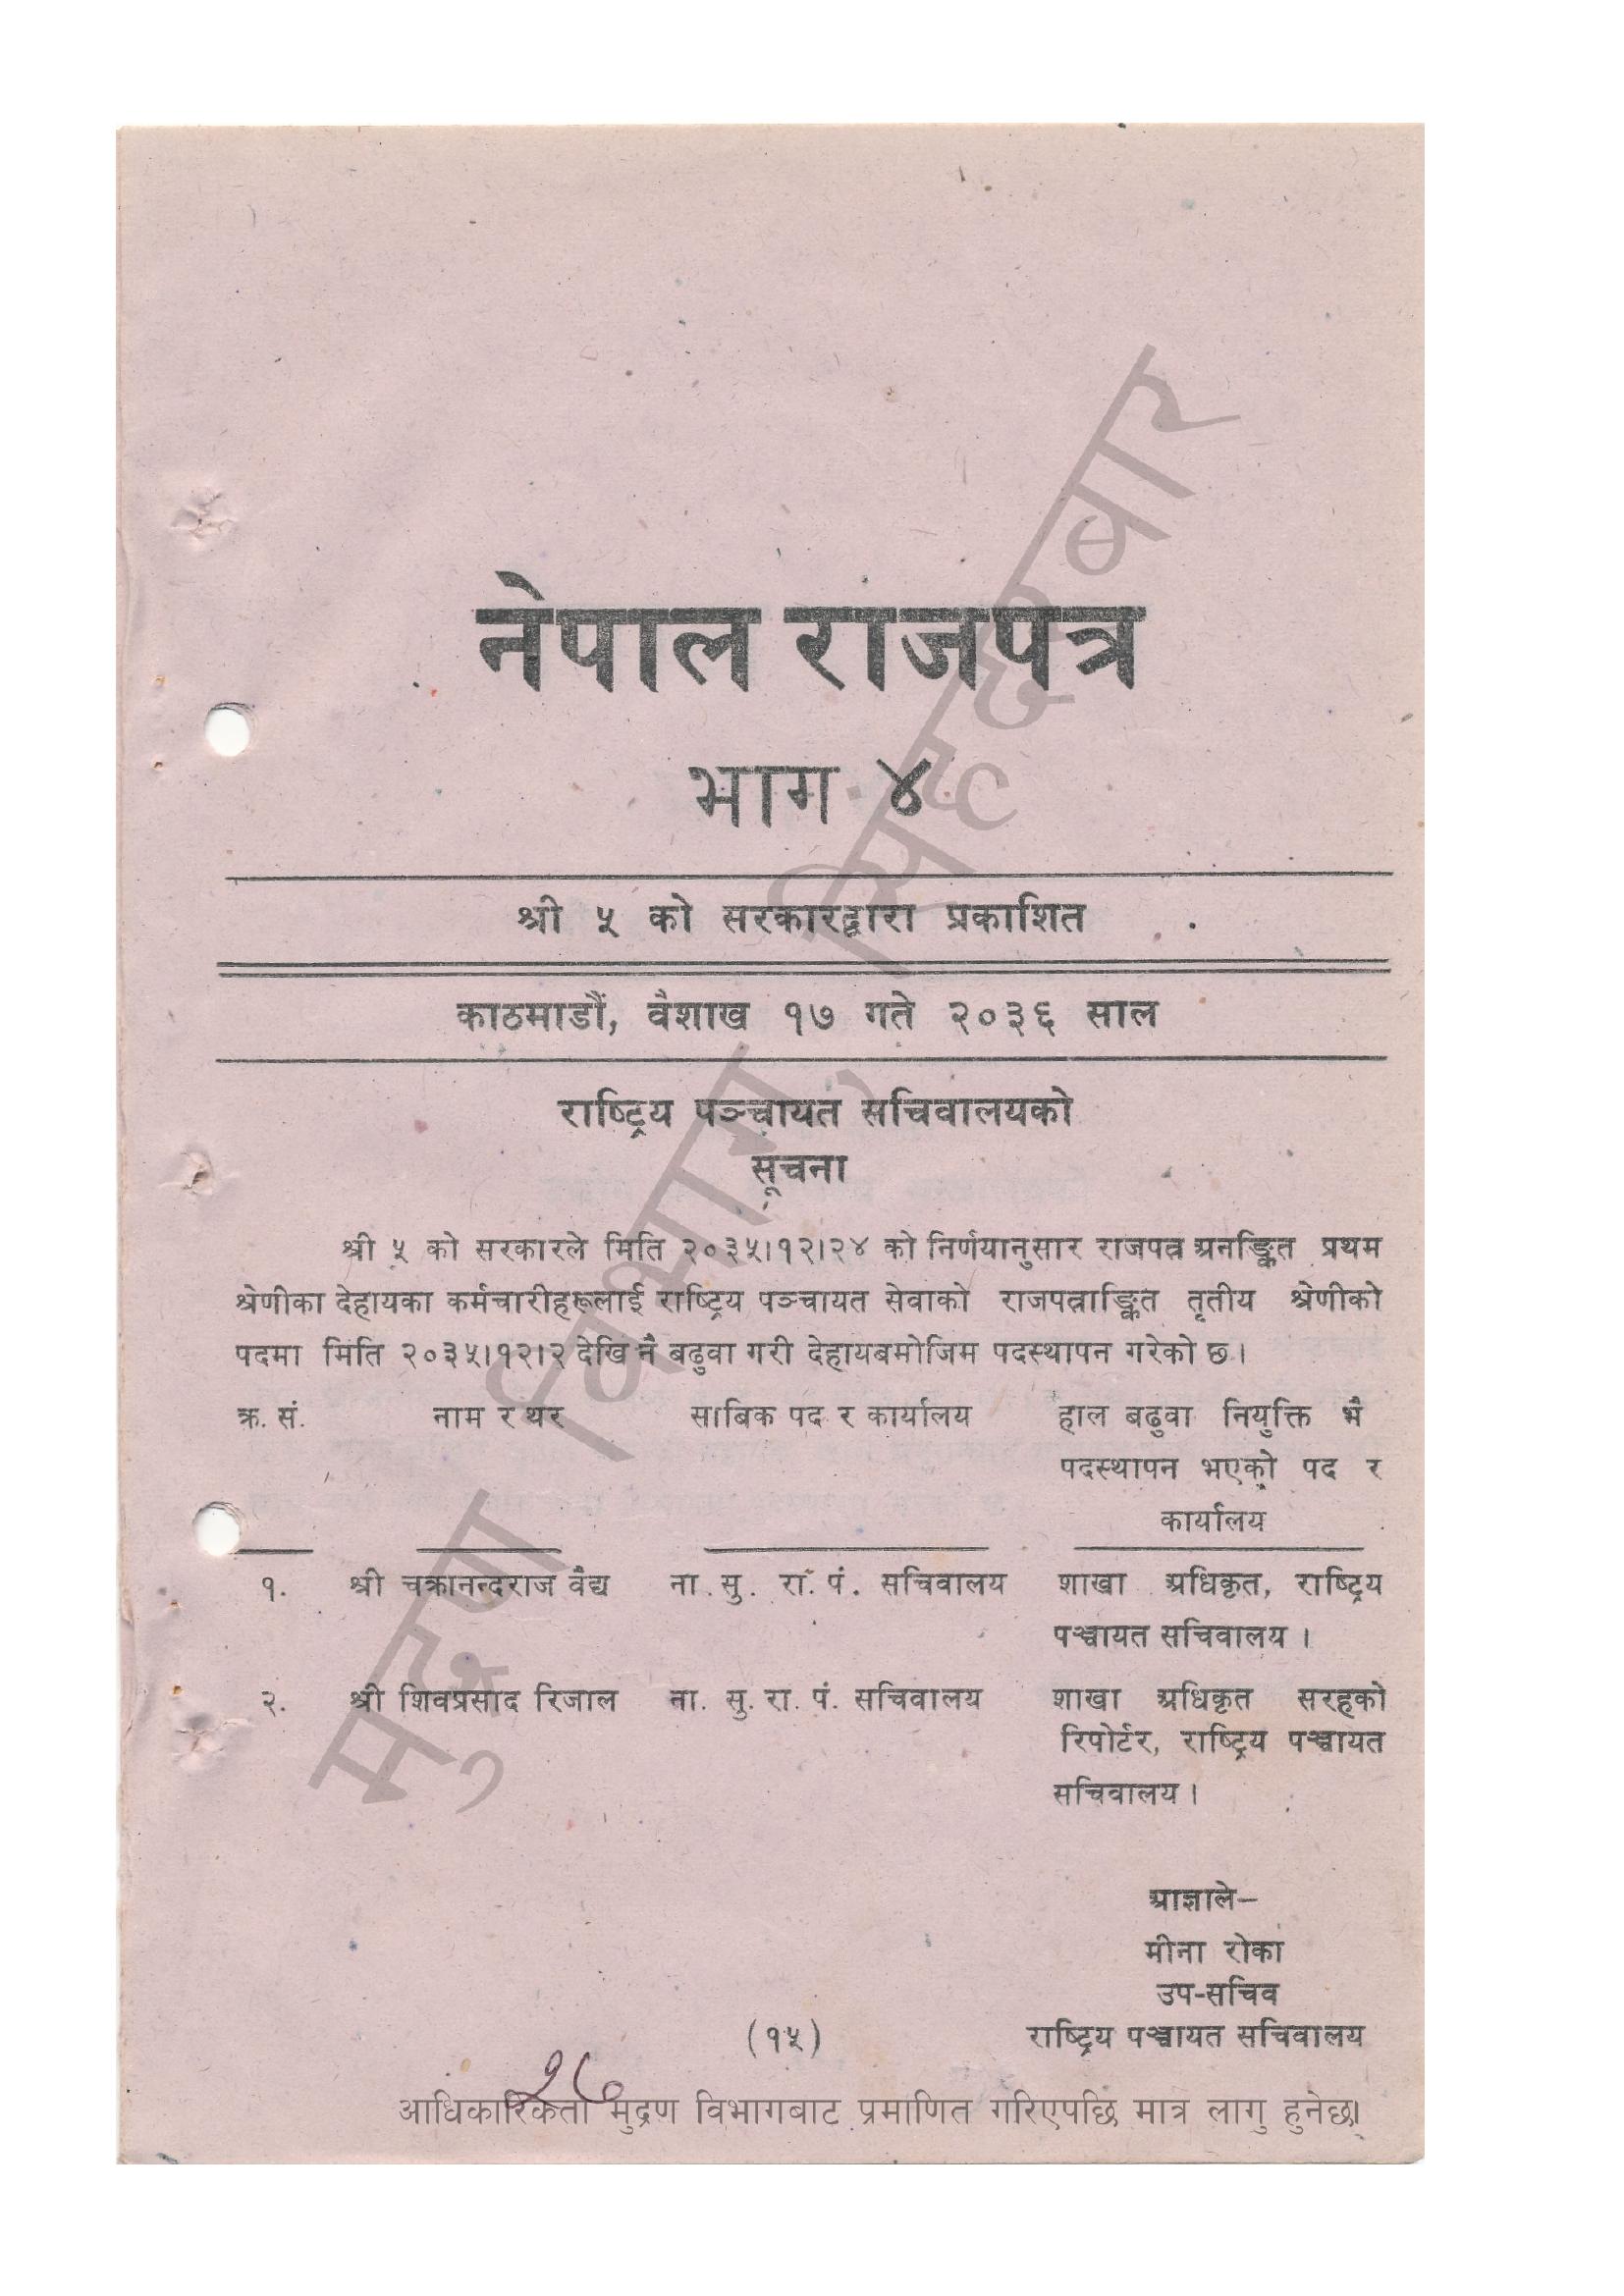 नेपाल राजपत्र
भाग ४
श्री ५ को सरकारद्वारा प्रकाशित
काठमाडौं, वैशाख १७ गते २०३६ साल
राष्ट्रिय पञ्चायत सचिवालयको
सूचना
श्री ५ को सरकारले मिति २०३५।१२।२४ को निर्णयानुसार राजपत्र अनङ्कित प्रथम
श्रेणीका देहायका कर्मचारीहरूलाई राष्ट्रिय पञ्चायत सेवाको राजपत्राङ्कित तृतीय श्रेणीको
पदमा मिति २०३५।१२।२ देखि नै बढुवा गरी देहायबमोजिम पदस्थापन गरेको छ।
क्र. सं. नाम र थर साबिक पद र कार्यालय हाल बढुवा नियुक्ति भै
पदस्थापन भएको पद र
कार्यालय
१. श्री चक्रानन्दराज वैद्य ना. सु. रा. पं. सचिवालय शाखा अधिकृत, राष्ट्रिय
पञ्चायत सचिवालय ।
२. श्री शिवप्रसाद रिजाल ना. सु. रा. पं. सचिवालय शाखा अधिकृत सरहको
रिपोर्टर, राष्ट्रिय पञ्चायत
सचिवालय ।
आज्ञाले–
मीना रोका
उप-सचिव
(१५) राष्ट्रिय पञ्चायत सचिवालय
आधिकारिकता मुद्रण विभागबाट प्रमाणित गरिएपछि मात्र लागु हुनेछ।
मुद्रण विभाग, सिंहदरबार